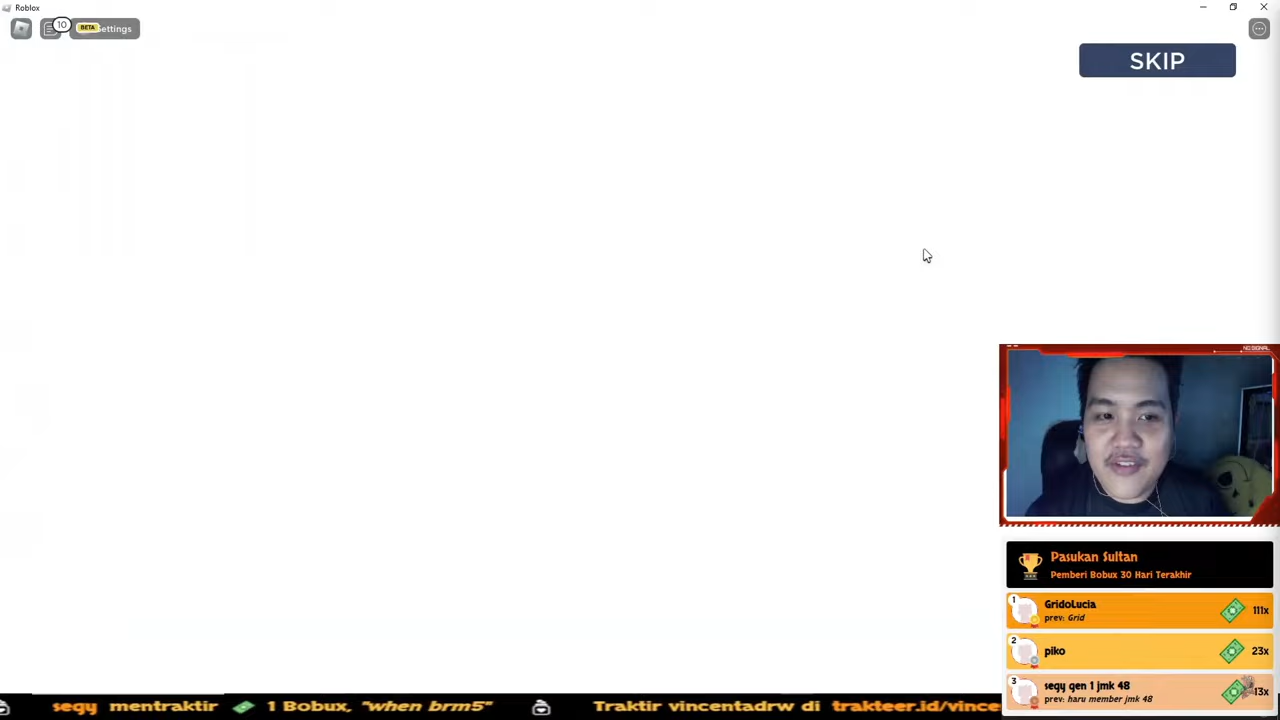 Roblox
10
BETA
Settings
SKIP
NO SIGNAL
Pasukan Sultan
Pemberi Bobux 30 Hari Terakhir
1
GridoLucia
111x
prev: Grid
2
piko
23x
3
segy gen 1 jmk 48
13x
prev: haru member jmk 48
segy mentraktir 1 Bobux, "when brm5" Traktir vincentadrw di trakteer.id/vince